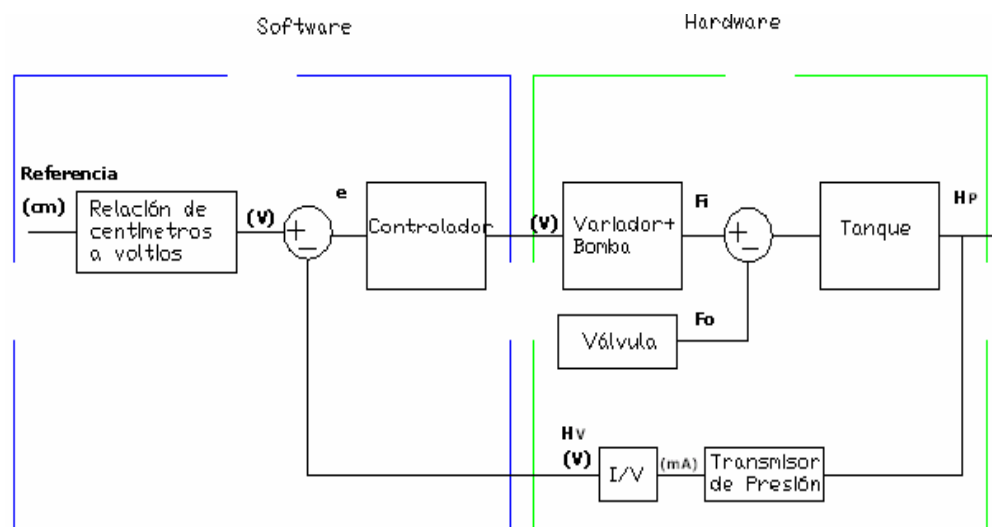 Software
Hardware
Referencia
(cm)
Relación de
centímetros
a voltios
(V)
+
-
e
Controlador
(V)
Variador+
Bomba
Fi
+
-
Tanque
HP
Fo
Válvula
HV
(V)
I/V
(mA)
Transmisor
de Presión